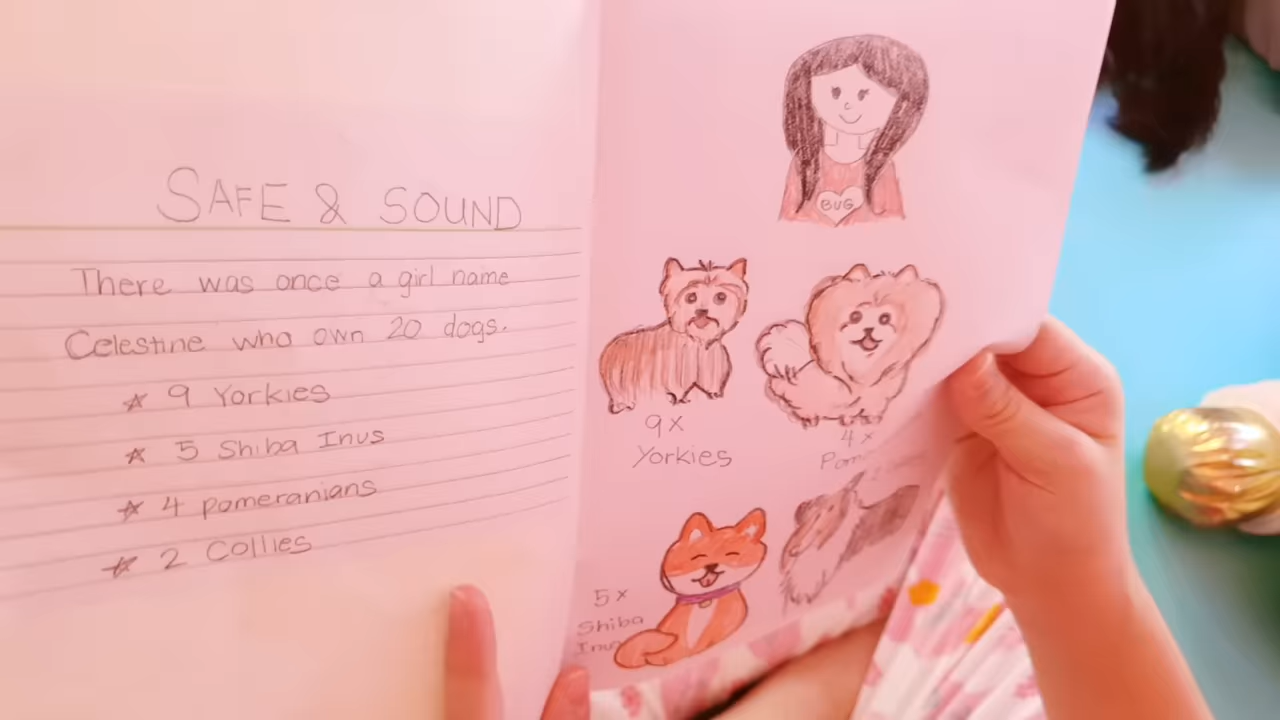 SAFE & SOUND
There was once a girl name
Celestine who own 20 dogs.
☆ 9 Yorkies
☆ 5 Shiba Inus
☆ 4 pomeranians
☆ 2 Collies
BUG
9x
Yorkies
4x
5x
Shiba
Inus